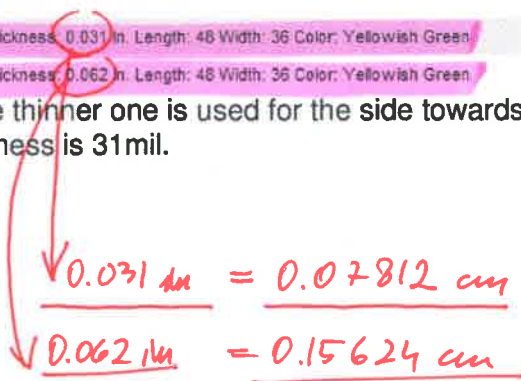 ickness: 0.031 in. Length: 48 Width: 36 Color: Yellowish Green
ickness: 0.062 in. Length: 48 Width: 36 Color: Yellowish Green
e thinner one is used for the side towards
ness is 31mil.
0.031 in = 0.07812 cm
0.062 in = 0.15624 cm